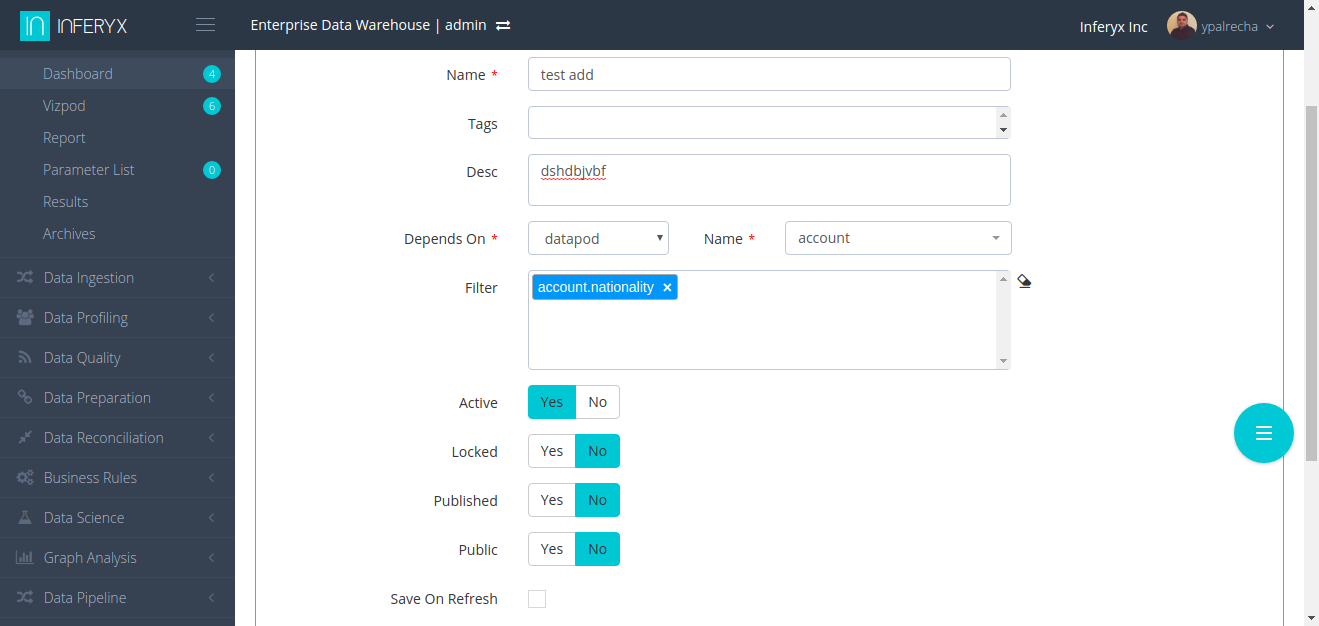 INFERYX
Enterprise Data Warehouse | admin
Inferyx Inc
ypalrecha
Dashboard 4
Vizpod 6
Report
Parameter List 0
Results
Archives
Data Ingestion
Data Profiling
Data Quality
Data Preparation
Data Reconciliation
Business Rules
Data Science
Graph Analysis
Data Pipeline
Name * test add
Tags
Desc dshdbjvbf
Depends On * datapod Name * account
Filter account.nationality ×
Active Yes No
Locked Yes No
Published Yes No
Public Yes No
Save On Refresh